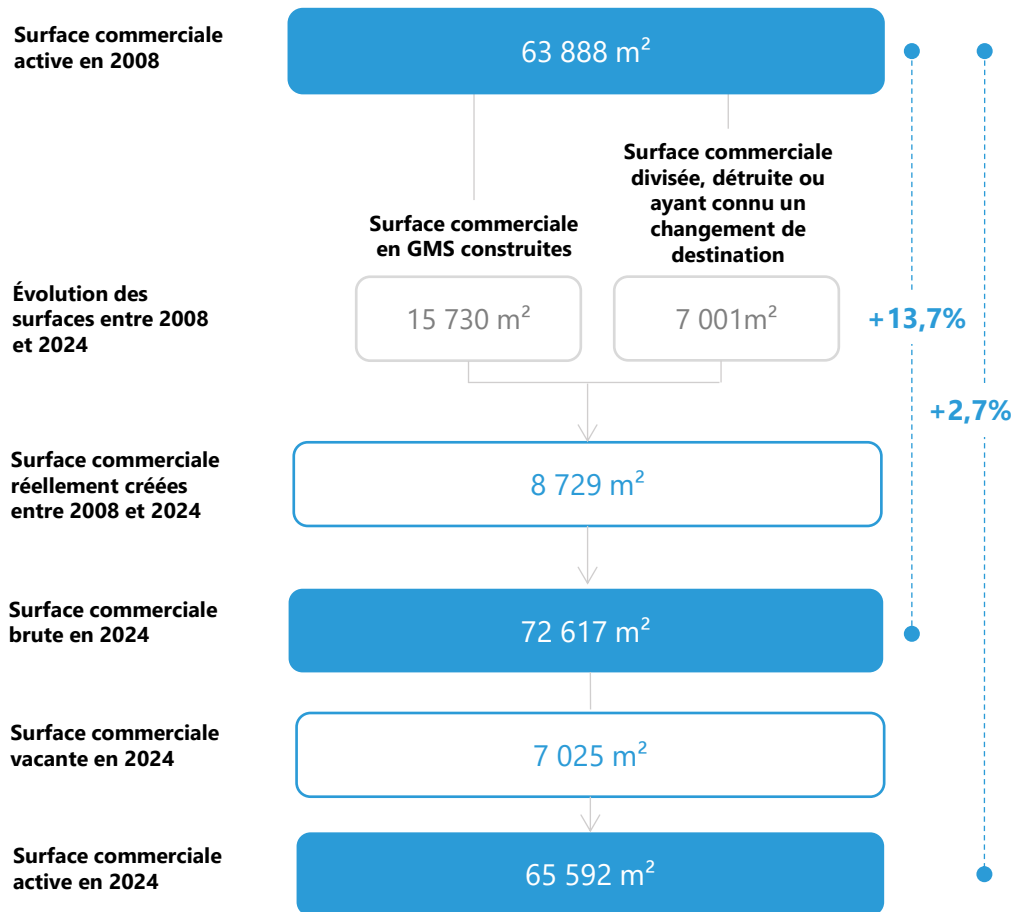 Surface commerciale
active en 2008
63 888 m²
Surface commerciale
divisée, détruite ou
ayant connu un
changement de
destination
Surface commerciale
en GMS construites
Évolution des
surfaces entre 2008
et 2024
15 730 m²
7 001m²
+13,7%
+2,7%
Surface commerciale
réellement créées
entre 2008 et 2024
8 729 m²
Surface commerciale
brute en 2024
72 617 m²
Surface commerciale
vacante en 2024
7 025 m²
Surface commerciale
active en 2024
65 592 m²